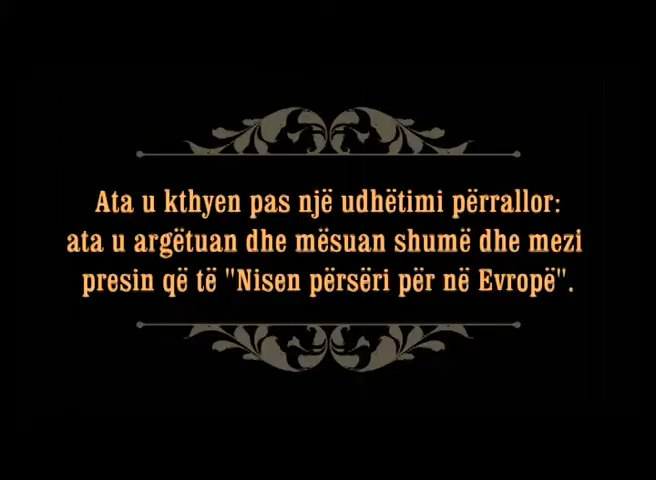 Ata u kthyen pas një udhëtimi përrallor:
ata u argëtuan dhe mësuan shumë dhe mezi
presin që të "Nisen përsëri për në Evropë".